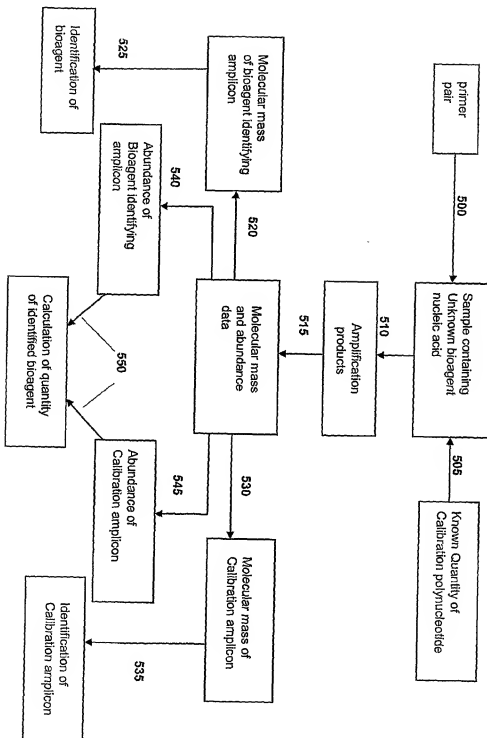 primer
pair
500
Sample containing
Unknown bioagent
nucleic acid
505
Known Quantity of
Calibration polynucleotide
510
Amplification
products
515
Molecular mass
of bioagent identifying
amplicon
520
Molecular mass
and abundance
data
530
Molecular mass of
Calibration amplicon
525
540
545
535
Identification of
bioagent
Abundance of
Bioagent identifying
amplicon
550
Abundance of
Calibration amplicon
Identification of
Calibration amplicon
Calculation of quantity
of identified bioagent